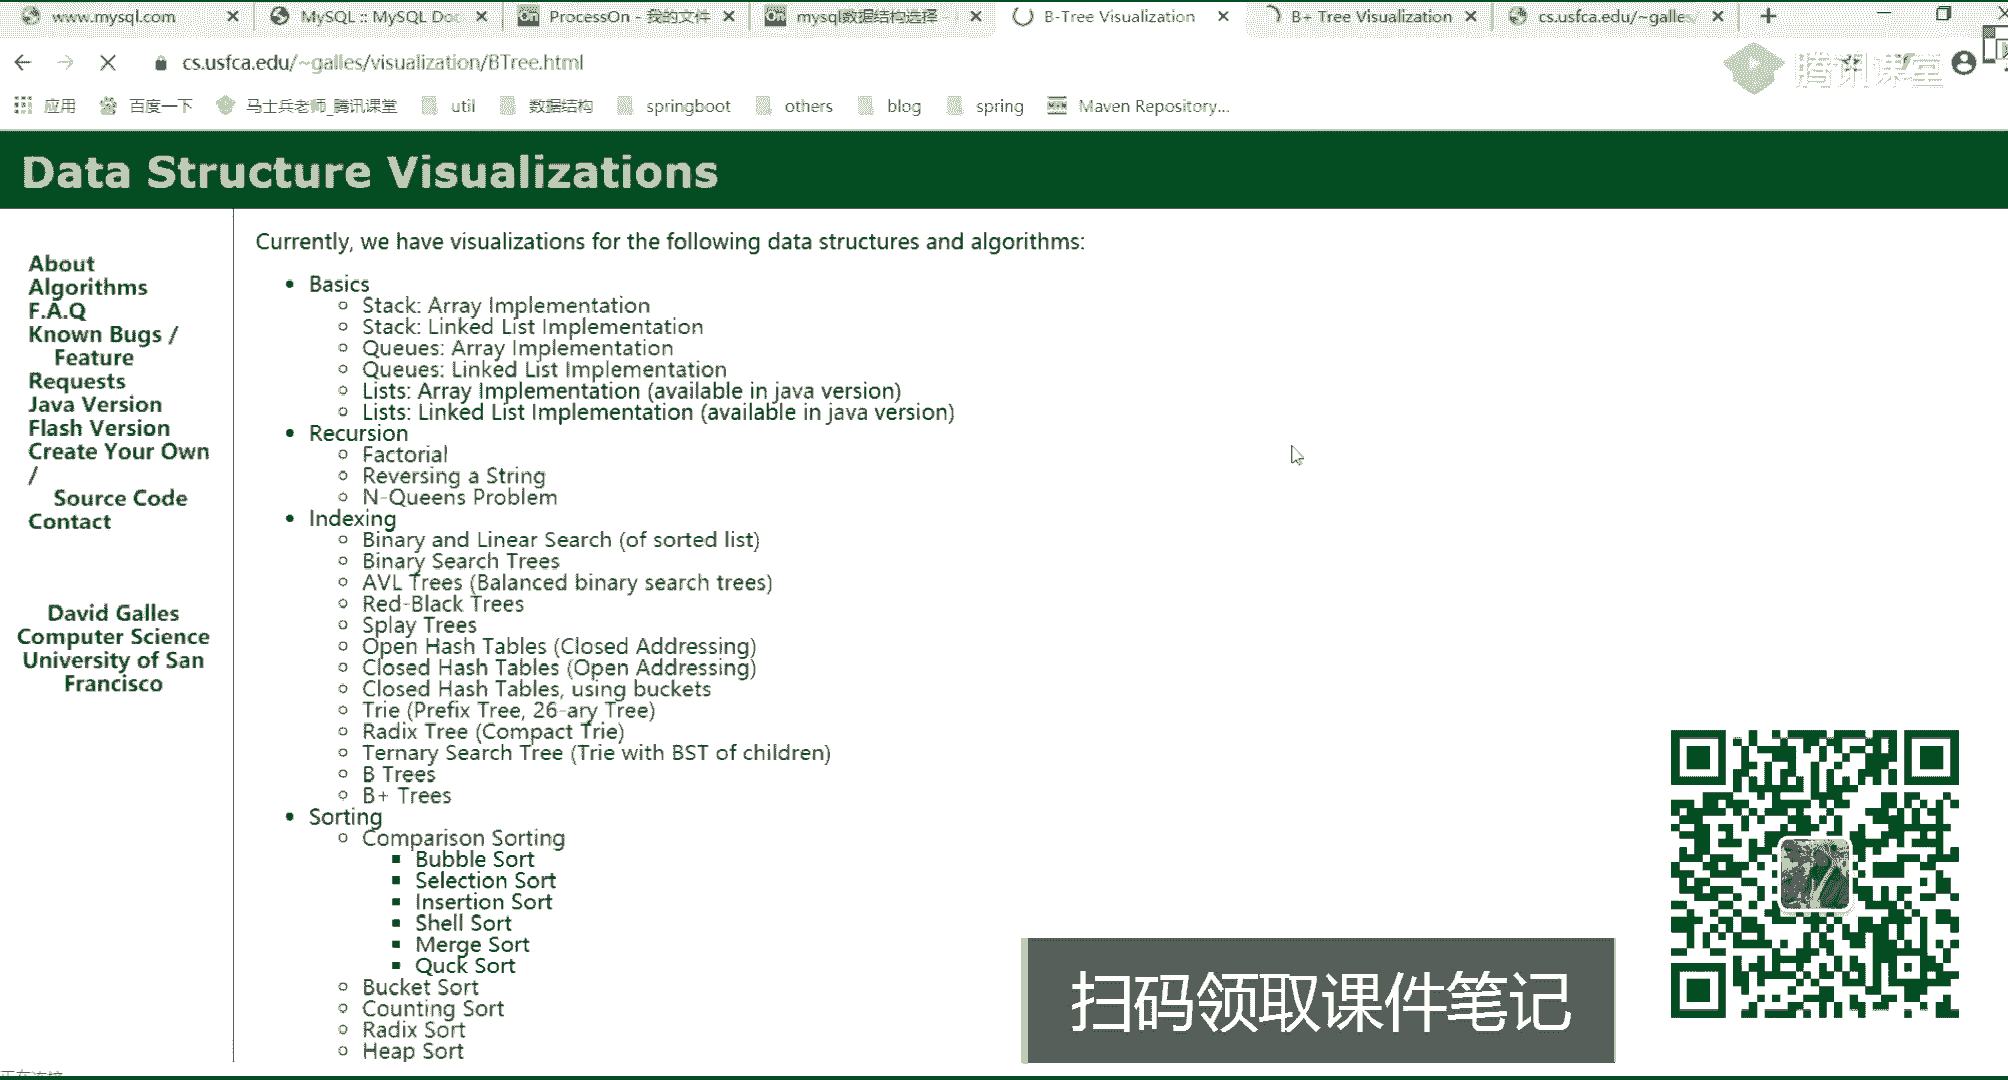 www.mysql.com
MySQL :: MySQL Doc
ProcessOn - 我的文件
mysql数据结构选择 -
B-Tree Visualization
B+ Tree Visualization
cs.usfca.edu/~galles/
cs.usfca.edu/~galles/visualization/BTree.html
腾讯课堂
应用
百度一下
马士兵老师_腾讯课堂
util
数据结构
springboot
others
blog
spring
Maven Repository...
Data Structure Visualizations
About
Algorithms
F.A.Q
Known Bugs /
Feature
Requests
Java Version
Flash Version
Create Your Own
/
Source Code
Contact
David Galles
Computer Science
University of San
Francisco
Currently, we have visualizations for the following data structures and algorithms:
Basics
Stack: Array Implementation
Stack: Linked List Implementation
Queues: Array Implementation
Queues: Linked List Implementation
Lists: Array Implementation (available in java version)
Lists: Linked List Implementation (available in java version)
Recursion
Factorial
Reversing a String
N-Queens Problem
Indexing
Binary and Linear Search (of sorted list)
Binary Search Trees
AVL Trees (Balanced binary search trees)
Red-Black Trees
Splay Trees
Open Hash Tables (Closed Addressing)
Closed Hash Tables (Open Addressing)
Closed Hash Tables, using buckets
Trie (Prefix Tree, 26-ary Tree)
Radix Tree (Compact Trie)
Ternary Search Tree (Trie with BST of children)
B Trees
B+ Trees
Sorting
Comparison Sorting
Bubble Sort
Selection Sort
Insertion Sort
Shell Sort
Merge Sort
Quck Sort
Bucket Sort
Counting Sort
Radix Sort
Heap Sort
扫码领取课件笔记